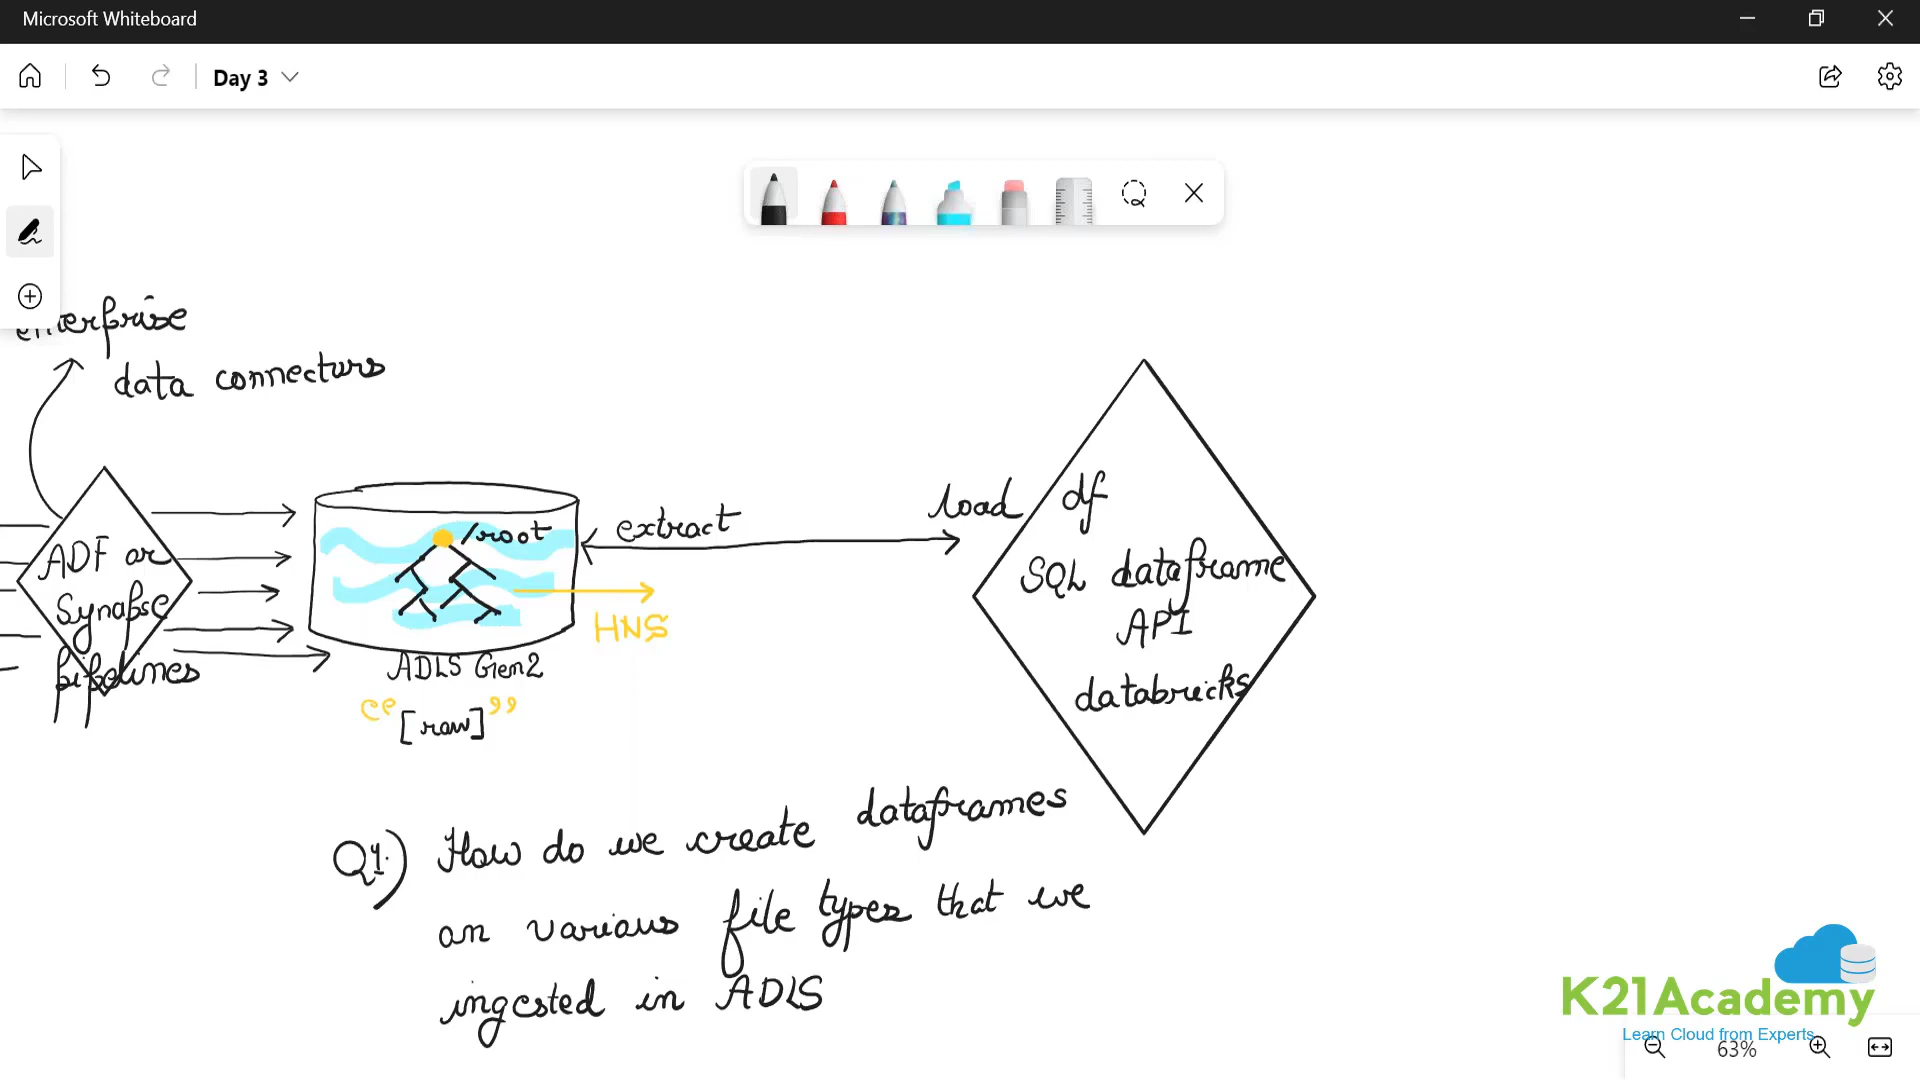 Microsoft Whiteboard
Day 3
enterprise
data connectors
ADF or
Synapse
pipelines
/root
HNS
ADLS Gen2
“[raw]”
extract
load
df
SQL dataframe
API
databricks
Q1.) How do we create dataframes
on various file types that we
ingested in ADLS
K21Academy
Learn Cloud from Experts
63%